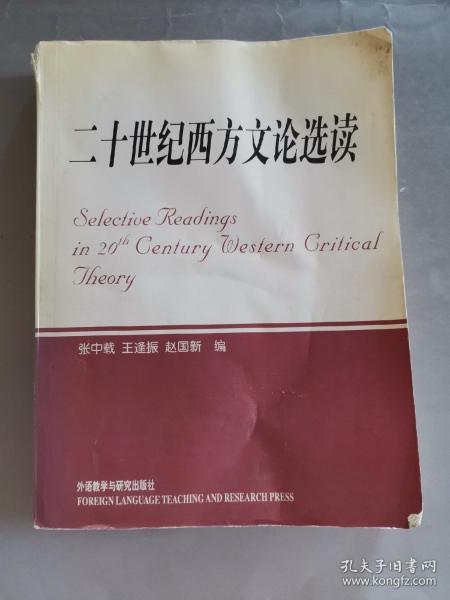 二十世纪西方文论选读
Selective Readings
in 20th Century Western Critical
Theory
张中载 王逢振 赵国新 编
外语教学与研究出版社
FOREIGN LANGUAGE TEACHING AND RESEARCH PRESS
孔夫子旧书网
www.kongfz.com